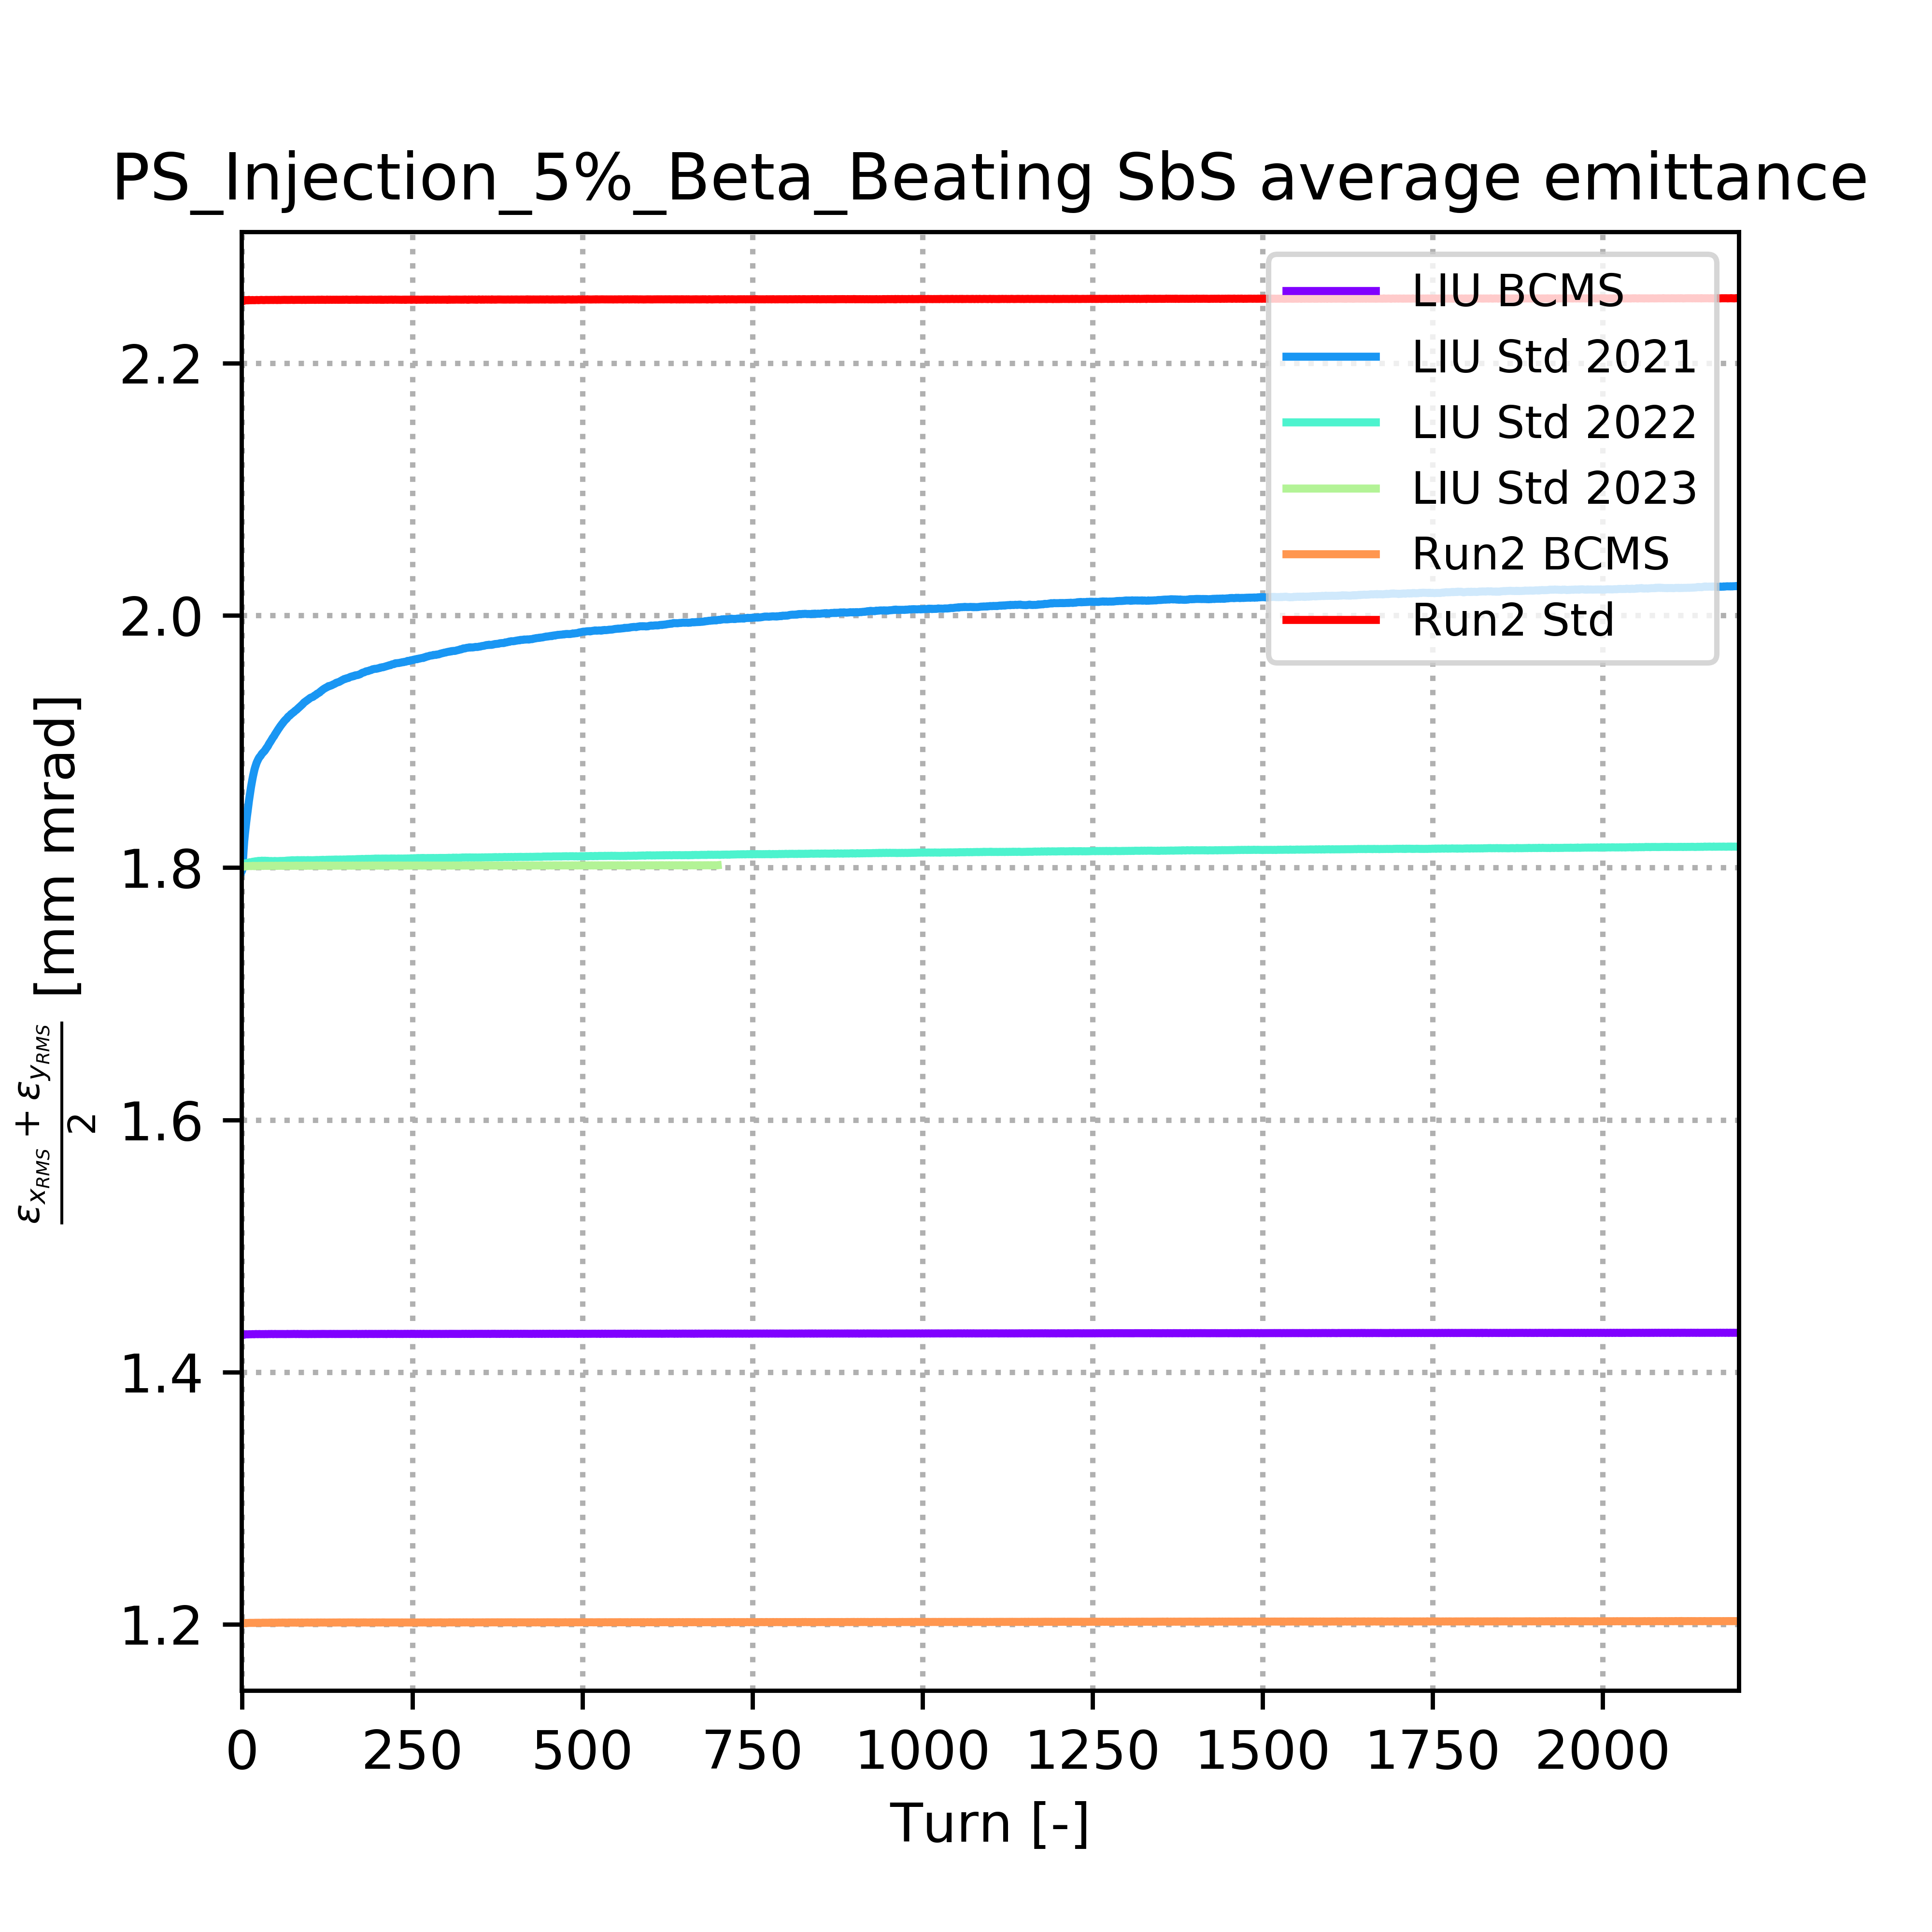 PS_Injection_5%_Beta_Beating SbS average emittance
LIU BCMS
LIU Std 2021
LIU Std 2022
LIU Std 2023
Run2 BCMS
Run2 Std
2.2
2.0
1.8
1.6
1.4
1.2
ε_{x_{RMS}} + ε_{y_{RMS}} / 2 [mm mrad]
0 250 500 750 1000 1250 1500 1750 2000
Turn [-]